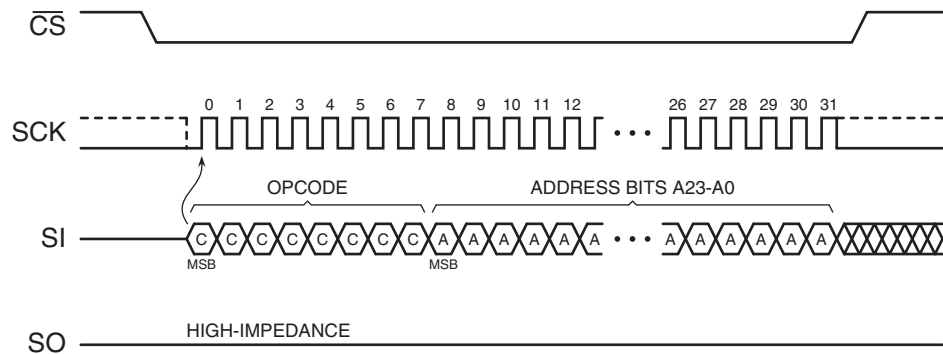 CS
0 1 2 3 4 5 6 7 8 9 10 11 12 26 27 28 29 30 31
SCK • • •
OPCODE ADDRESS BITS A23-A0
SI C C C C C C C C A A A A A A • • • A A A A A A
MSB MSB
HIGH-IMPEDANCE
SO